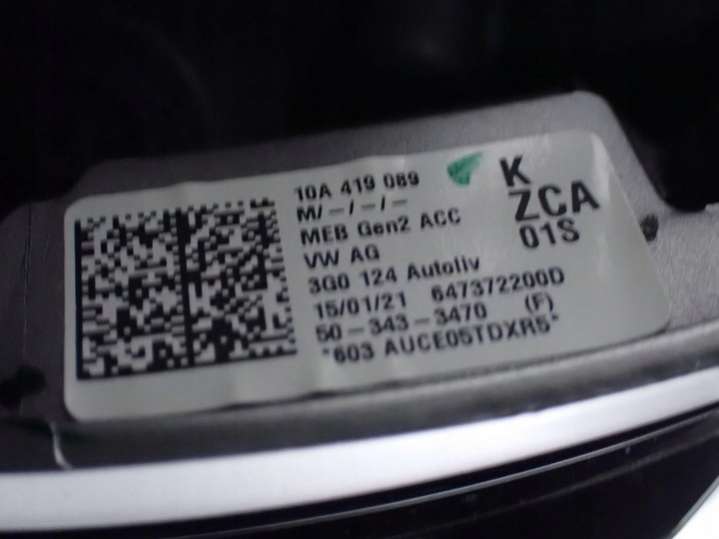 10A 419 089 K
M/-/-/- ZCA
MEB Gen2 ACC 01S
VW AG
3G0 124 Autoliv
15/01/21 647372200D
50-343-3470 (F)
*603 AUCE05TDXR5*